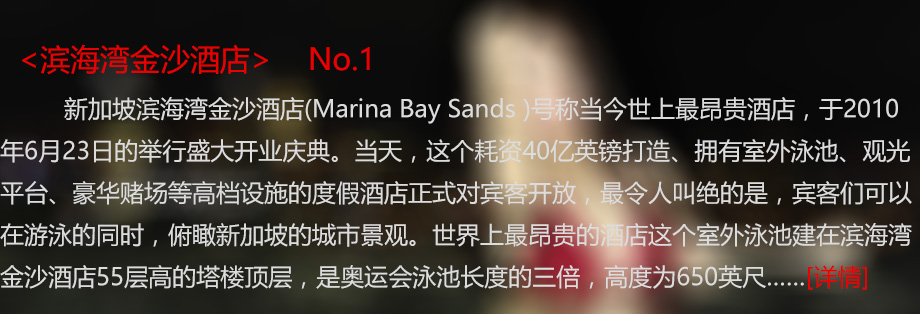 <滨海湾金沙酒店> No.1
新加坡滨海湾金沙酒店(Marina Bay Sands )号称当今世上最昂贵酒店，于2010
年6月23日的举行盛大开业庆典。当天，这个耗资40亿英镑打造、拥有室外泳池、观光
平台、豪华赌场等高档设施的度假酒店正式对宾客开放，最令人叫绝的是，宾客们可以
在游泳的同时，俯瞰新加坡的城市景观。世界上最昂贵的酒店这个室外泳池建在滨海湾
金沙酒店55层高的塔楼顶层，是奥运会泳池长度的三倍，高度为650英尺......[详情]